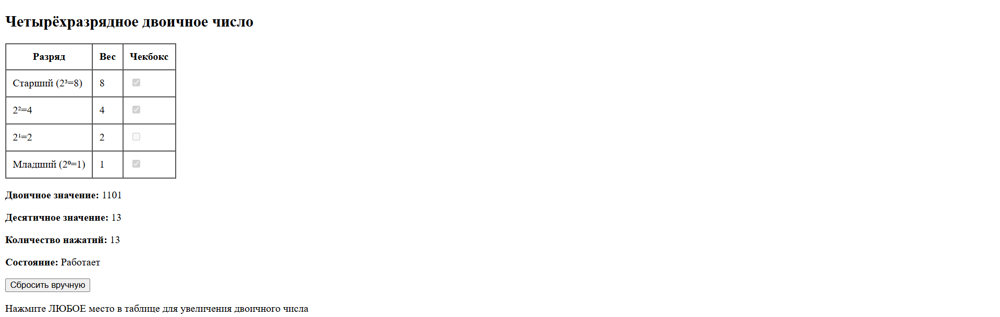 Четырёхразрядное двоичное число
Разряд Вес Чекбокс
Старший (2³=8) 8
2²=4 4
2¹=2 2
Младший (2⁰=1) 1
Двоичное значение: 1101
Десятичное значение: 13
Количество нажатий: 13
Состояние: Работает
Сбросить вручную
Нажмите ЛЮБОЕ место в таблице для увеличения двоичного числа